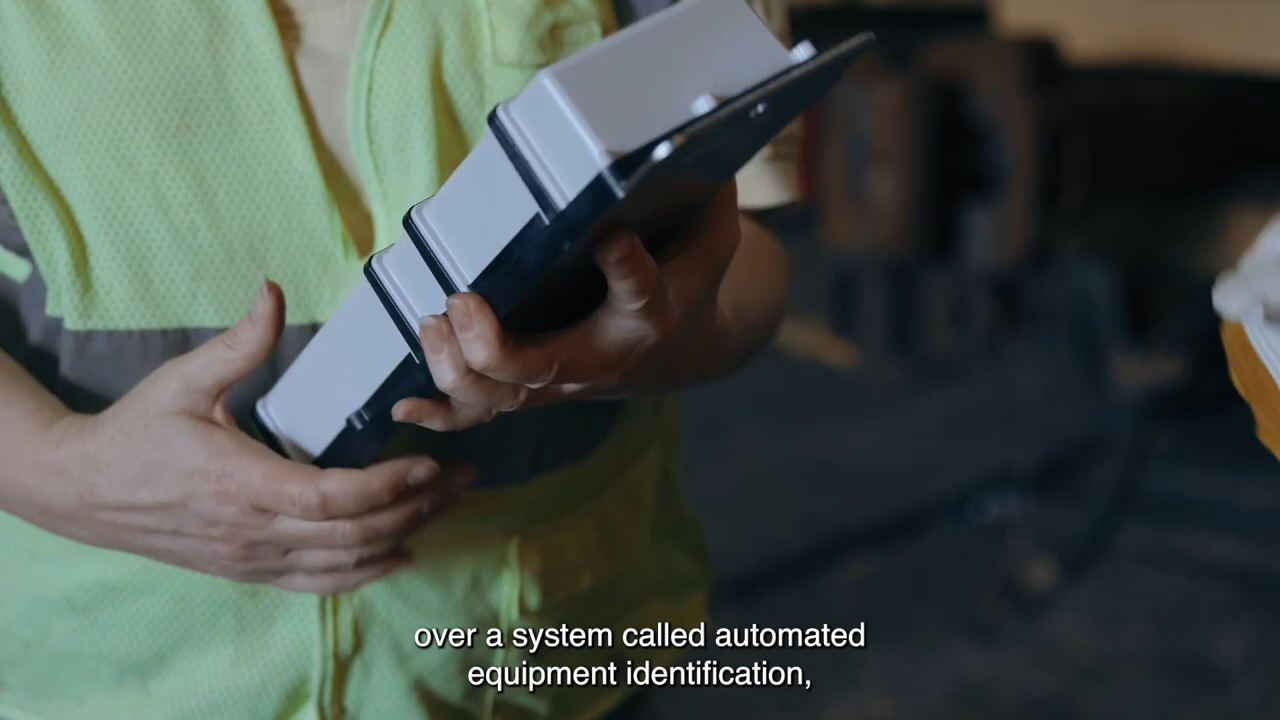 over a system called automated
equipment identification,